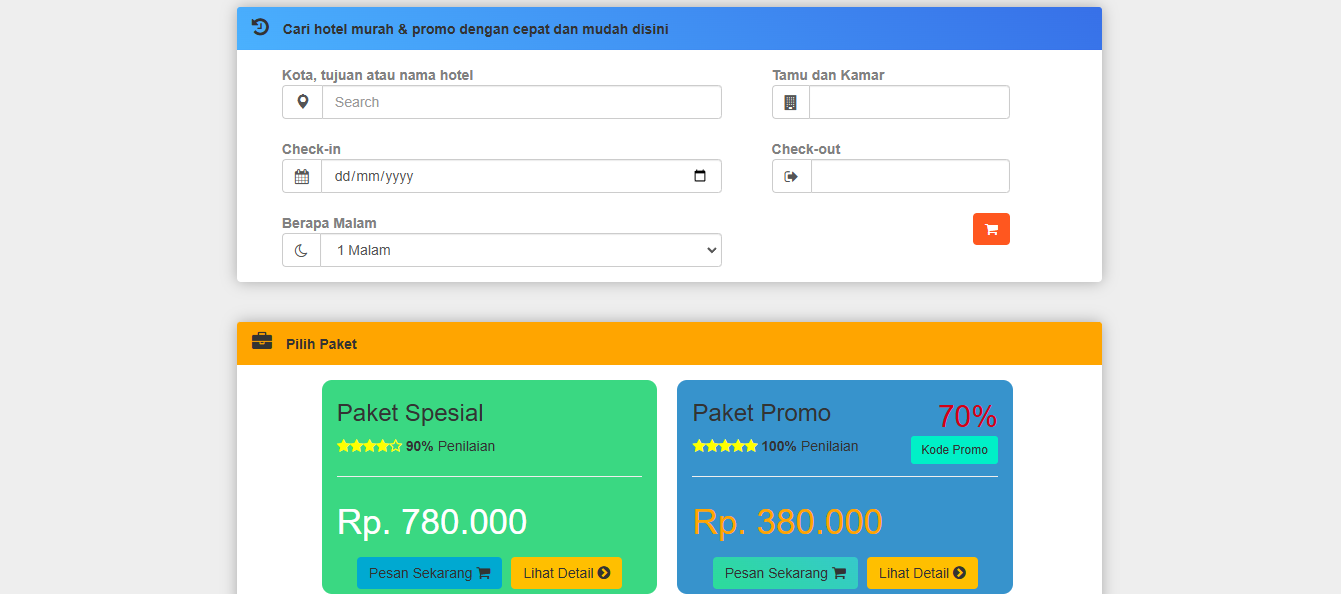 Cari hotel murah & promo dengan cepat dan mudah disini
Kota, tujuan atau nama hotel
Tamu dan Kamar
Search
Check-in
Check-out
dd/mm/yyyy
Berapa Malam
1 Malam
Pilih Paket
Paket Spesial
90% Penilaian
Rp. 780.000
Pesan Sekarang
Lihat Detail
Paket Promo
70%
100% Penilaian
Kode Promo
Rp. 380.000
Pesan Sekarang
Lihat Detail